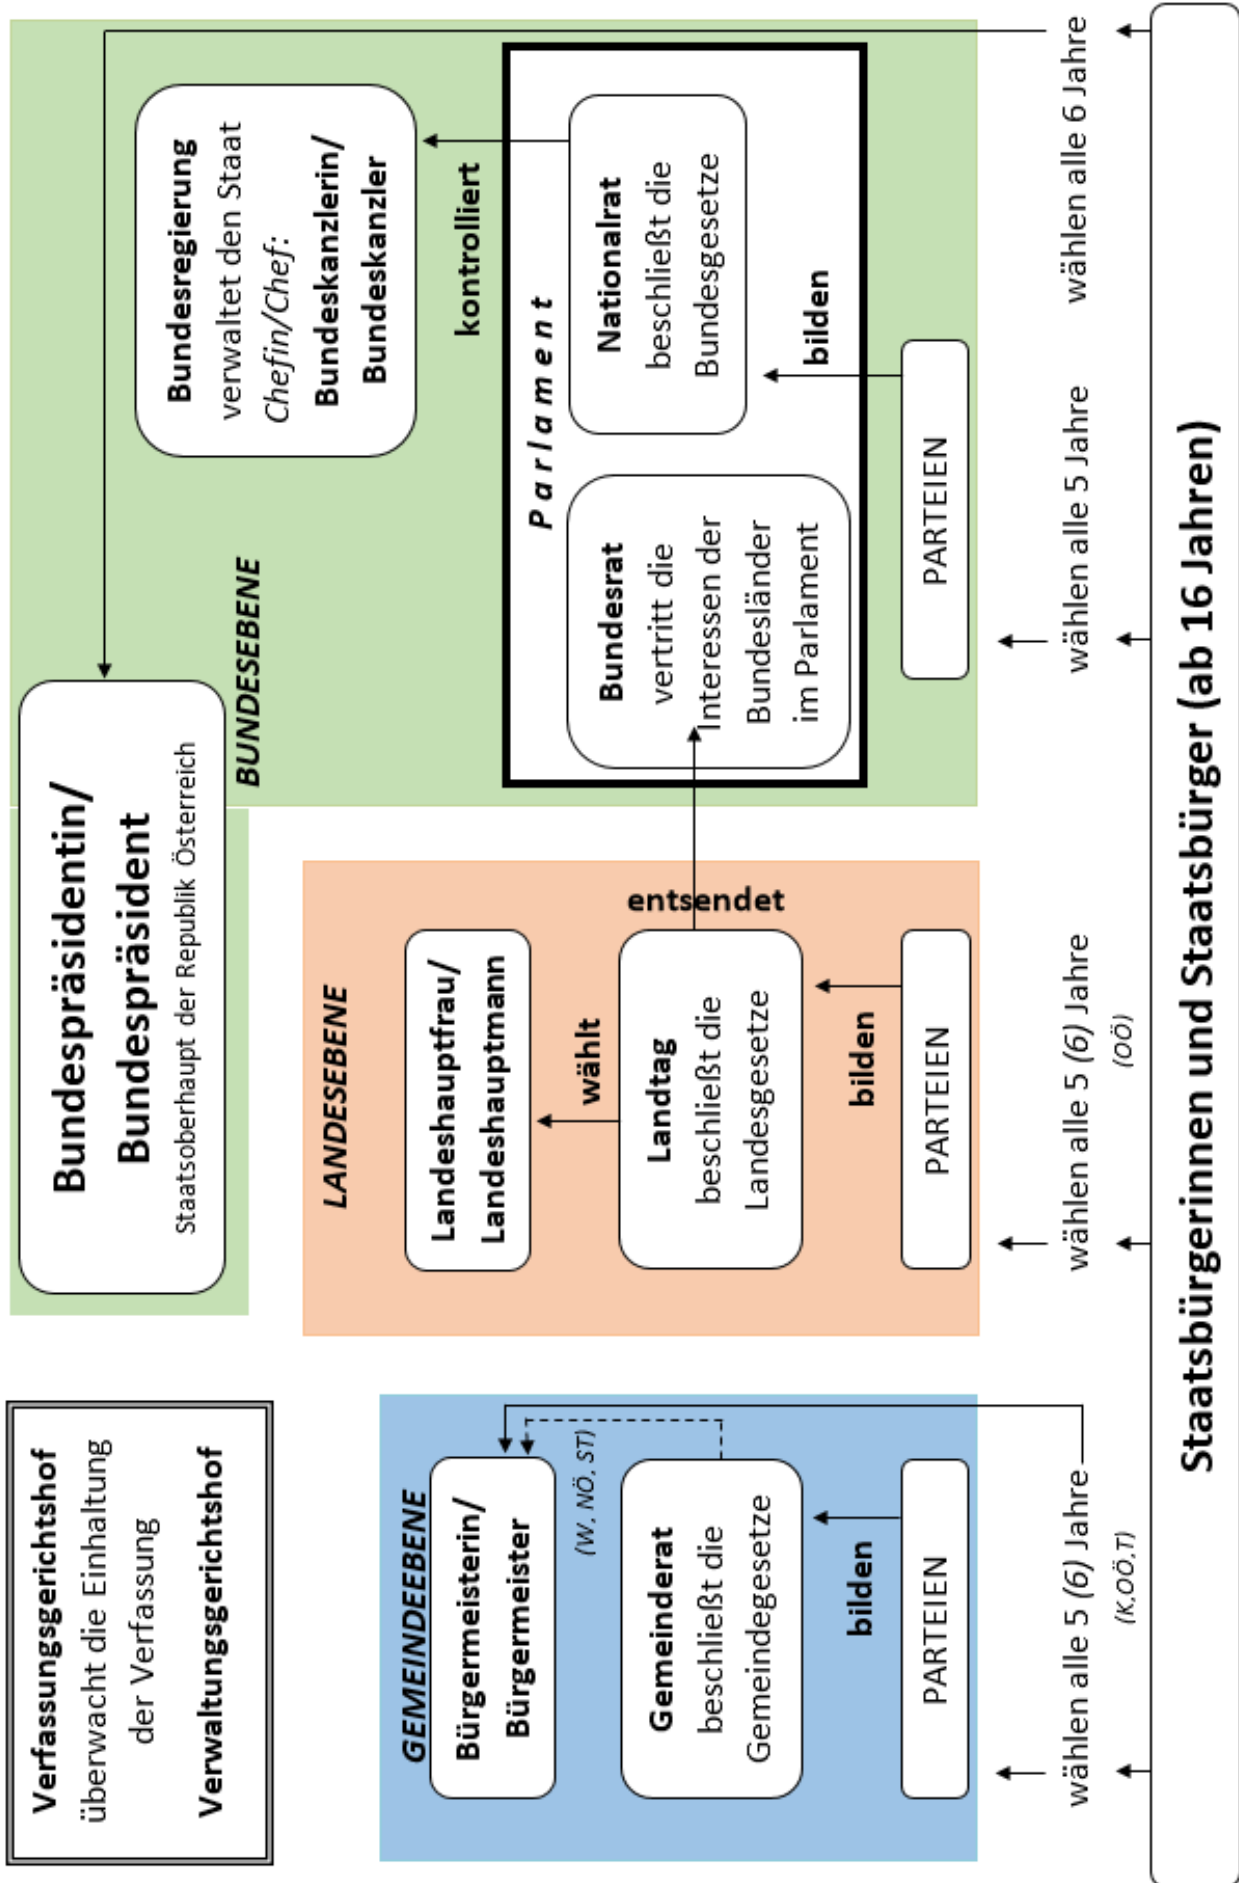 Verfassungsgerichtshof
überwacht die Einhaltung
der Verfassung
Verwaltungsgerichtshof
Bundespräsidentin/
Bundespräsident
Staatsoberhaupt der Republik Österreich
BUNDESEBENE
Bundesregierung
verwaltet den Staat
Chefin/Chef:
Bundeskanzlerin/
Bundeskanzler
kontrolliert
Parlament
Bundesrat
vertritt die
Interessen der
Bundesländer
im Parlament
Nationalrat
beschließt die
Bundesgesetze
bilden
PARTEIEN
LANDESEBENE
Landeshauptfrau/
Landeshauptmann
wählt
entsendet
Landtag
beschließt die
Landesgesetze
bilden
PARTEIEN
GEMEINDEEBENE
Bürgermeisterin/
Bürgermeister
(W, NÖ, ST)
Gemeinderat
beschließt die
Gemeindegesetze
bilden
PARTEIEN
wählen alle 5 (6) Jahre
(K,OÖ,T)
wählen alle 5 (6) Jahre
(OÖ)
wählen alle 5 Jahre
wählen alle 6 Jahre
Staatsbürgerinnen und Staatsbürger (ab 16 Jahren)